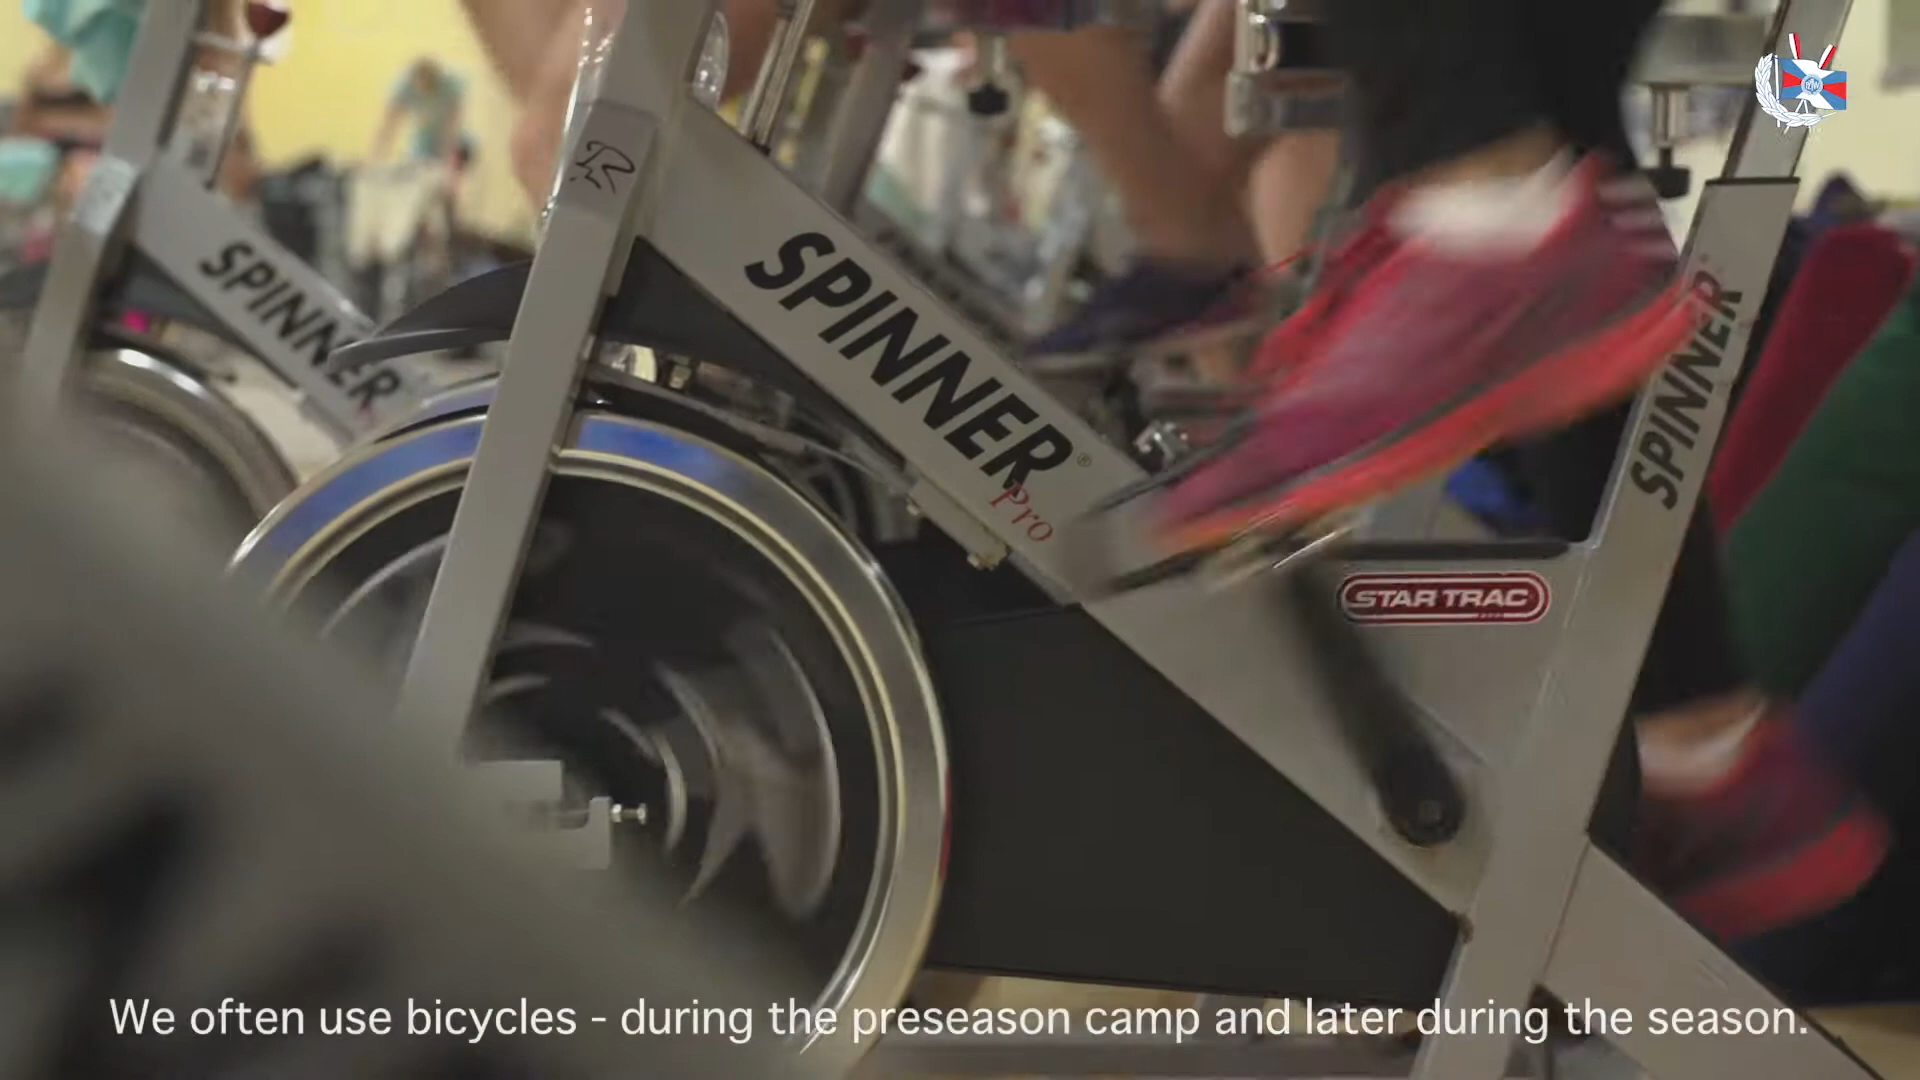 SPINNER
SPINNER®
Pro
SPINNER®
STAR TRAC
We often use bicycles - during the preseason camp and later during the season.